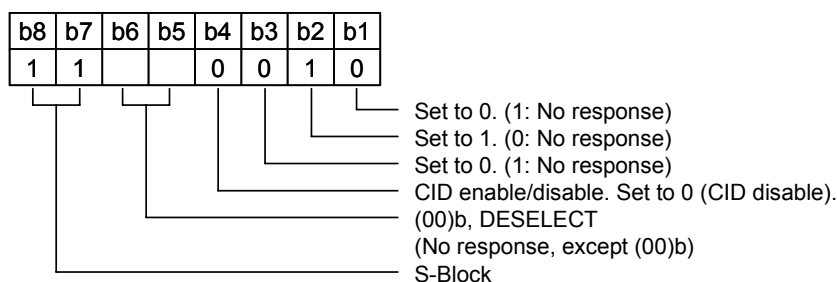 b8 b7 b6 b5 b4 b3 b2 b1
1 1 0 0 1 0
Set to 0. (1: No response)
Set to 1. (0: No response)
Set to 0. (1: No response)
CID enable/disable. Set to 0 (CID disable).
(00)b, DESELECT
(No response, except (00)b)
S-Block